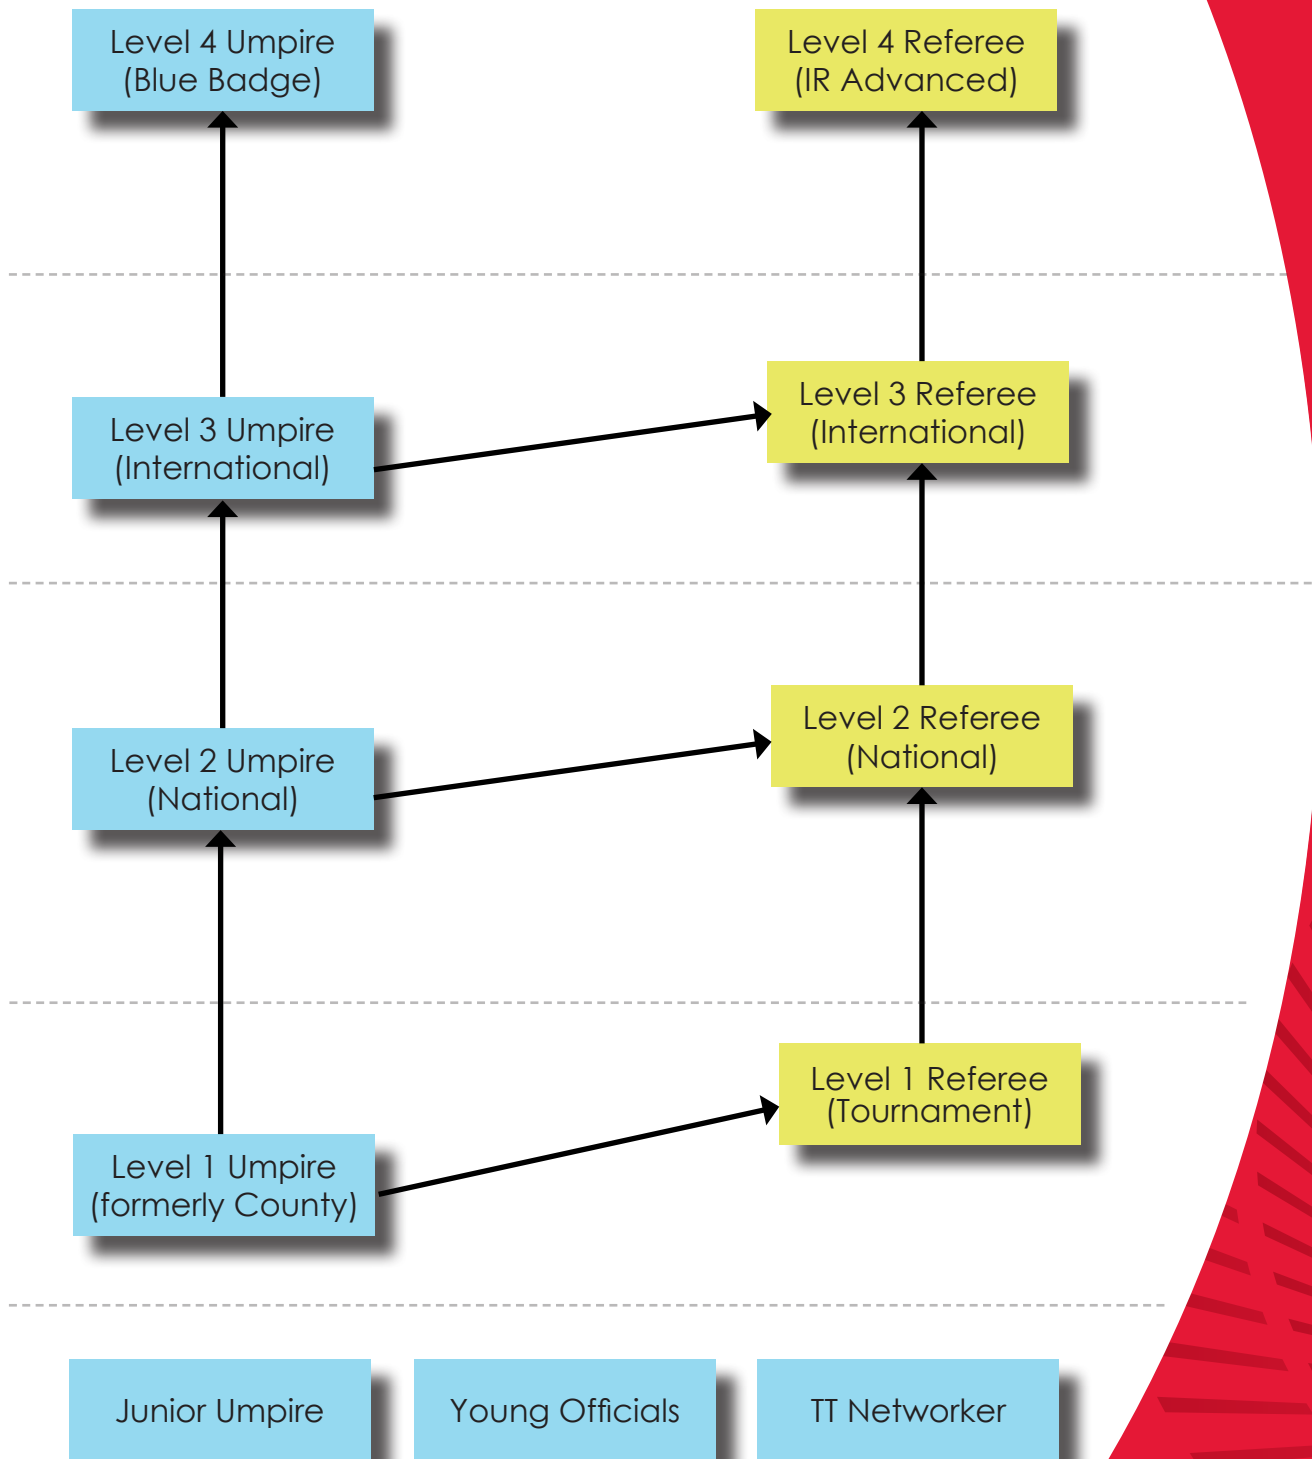 Level 4 Umpire
(Blue Badge)
Level 4 Referee
(IR Advanced)
Level 3 Umpire
(International)
Level 3 Referee
(International)
Level 2 Umpire
(National)
Level 2 Referee
(National)
Level 1 Umpire
(formerly County)
Level 1 Referee
(Tournament)
Junior Umpire
Young Officials
TT Networker